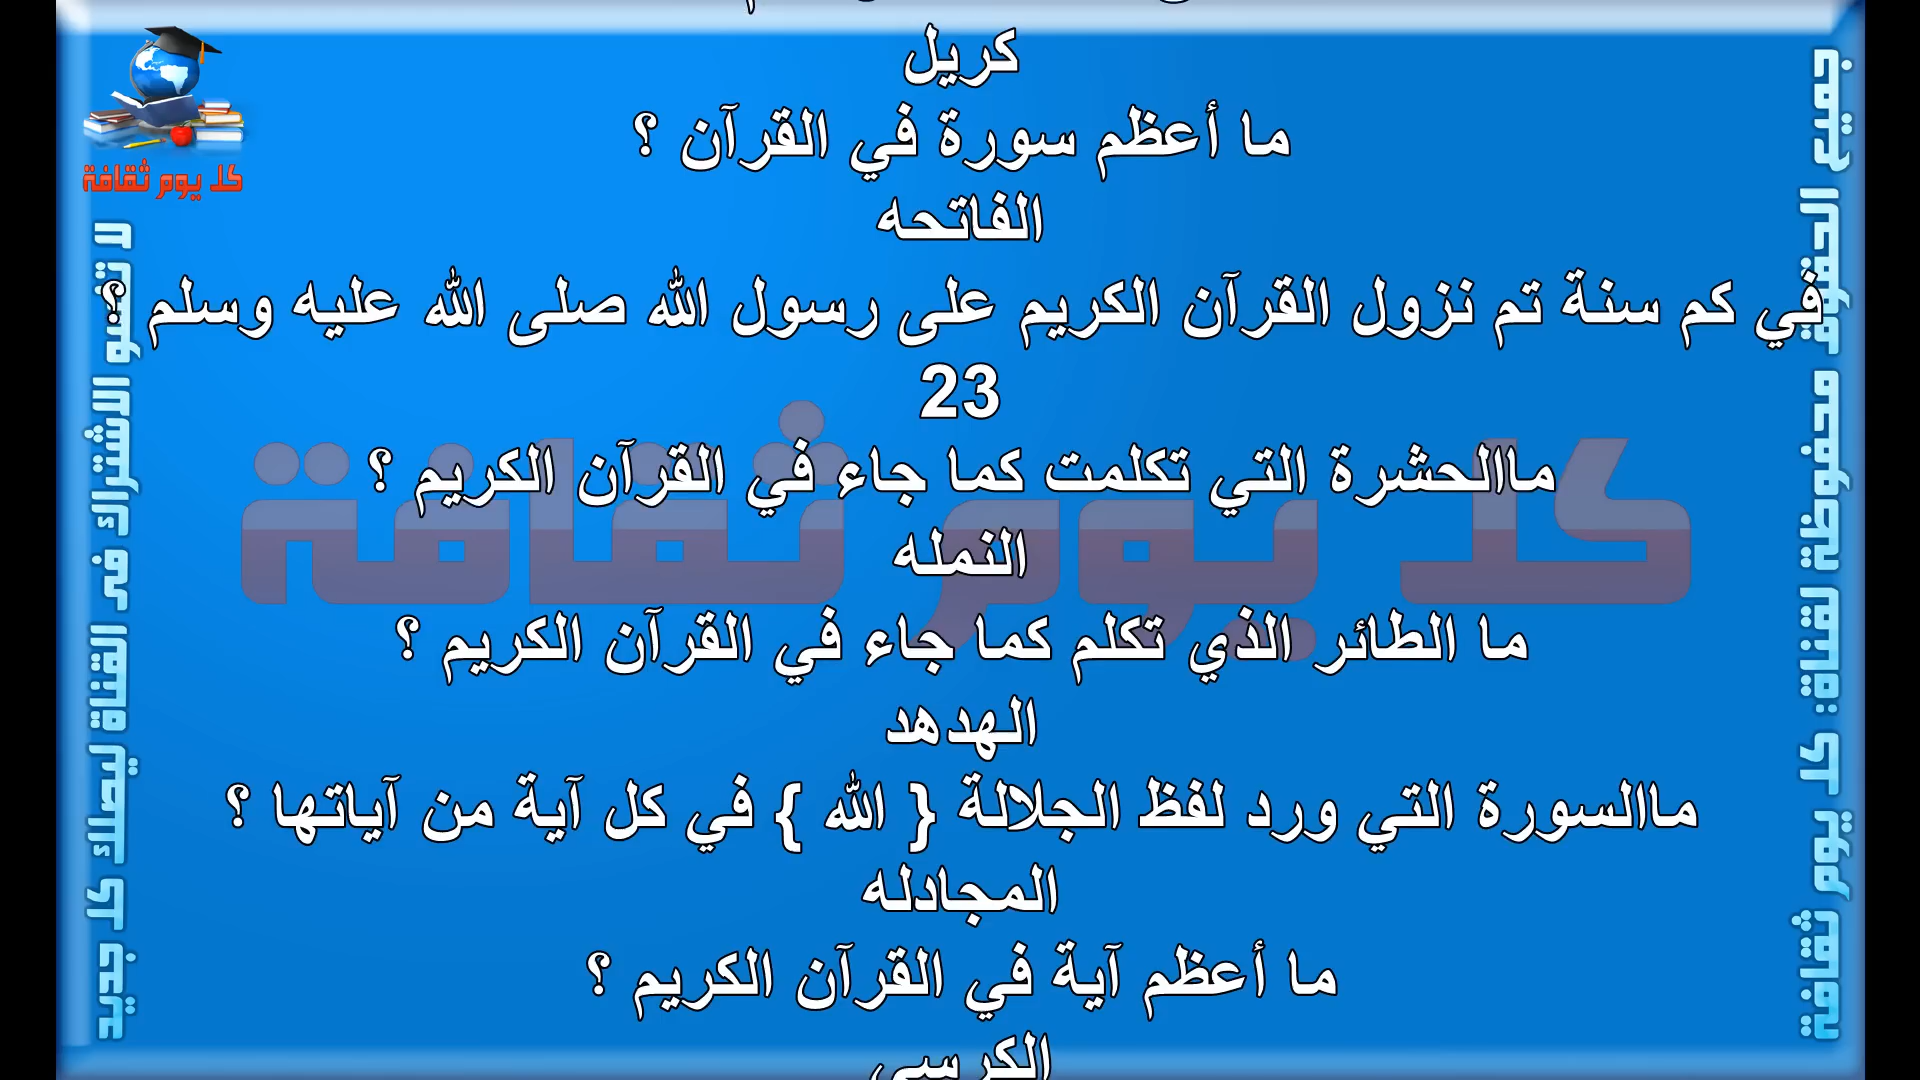 كريل
ما أعظم سورة في القرآن ؟
الفاتحه
في كم سنة تم نزول القرآن الكريم على رسول الله صلى الله عليه وسلم ؟
23
ماالحشرة التي تكلمت كما جاء في القرآن الكريم ؟
النمله
ما الطائر الذي تكلم كما جاء في القرآن الكريم ؟
الهدهد
ماالسورة التي ورد لفظ الجلالة { الله } في كل آية من آياتها ؟
المجادله
ما أعظم آية في القرآن الكريم ؟
الكرسي
كل يوم ثقافة
كل يوم ثقافة
جميع الحقوق محفوظة لقناة: كل يوم ثقافة
لا تنسو الاشتراك فى القناة ليصلك كل جديد